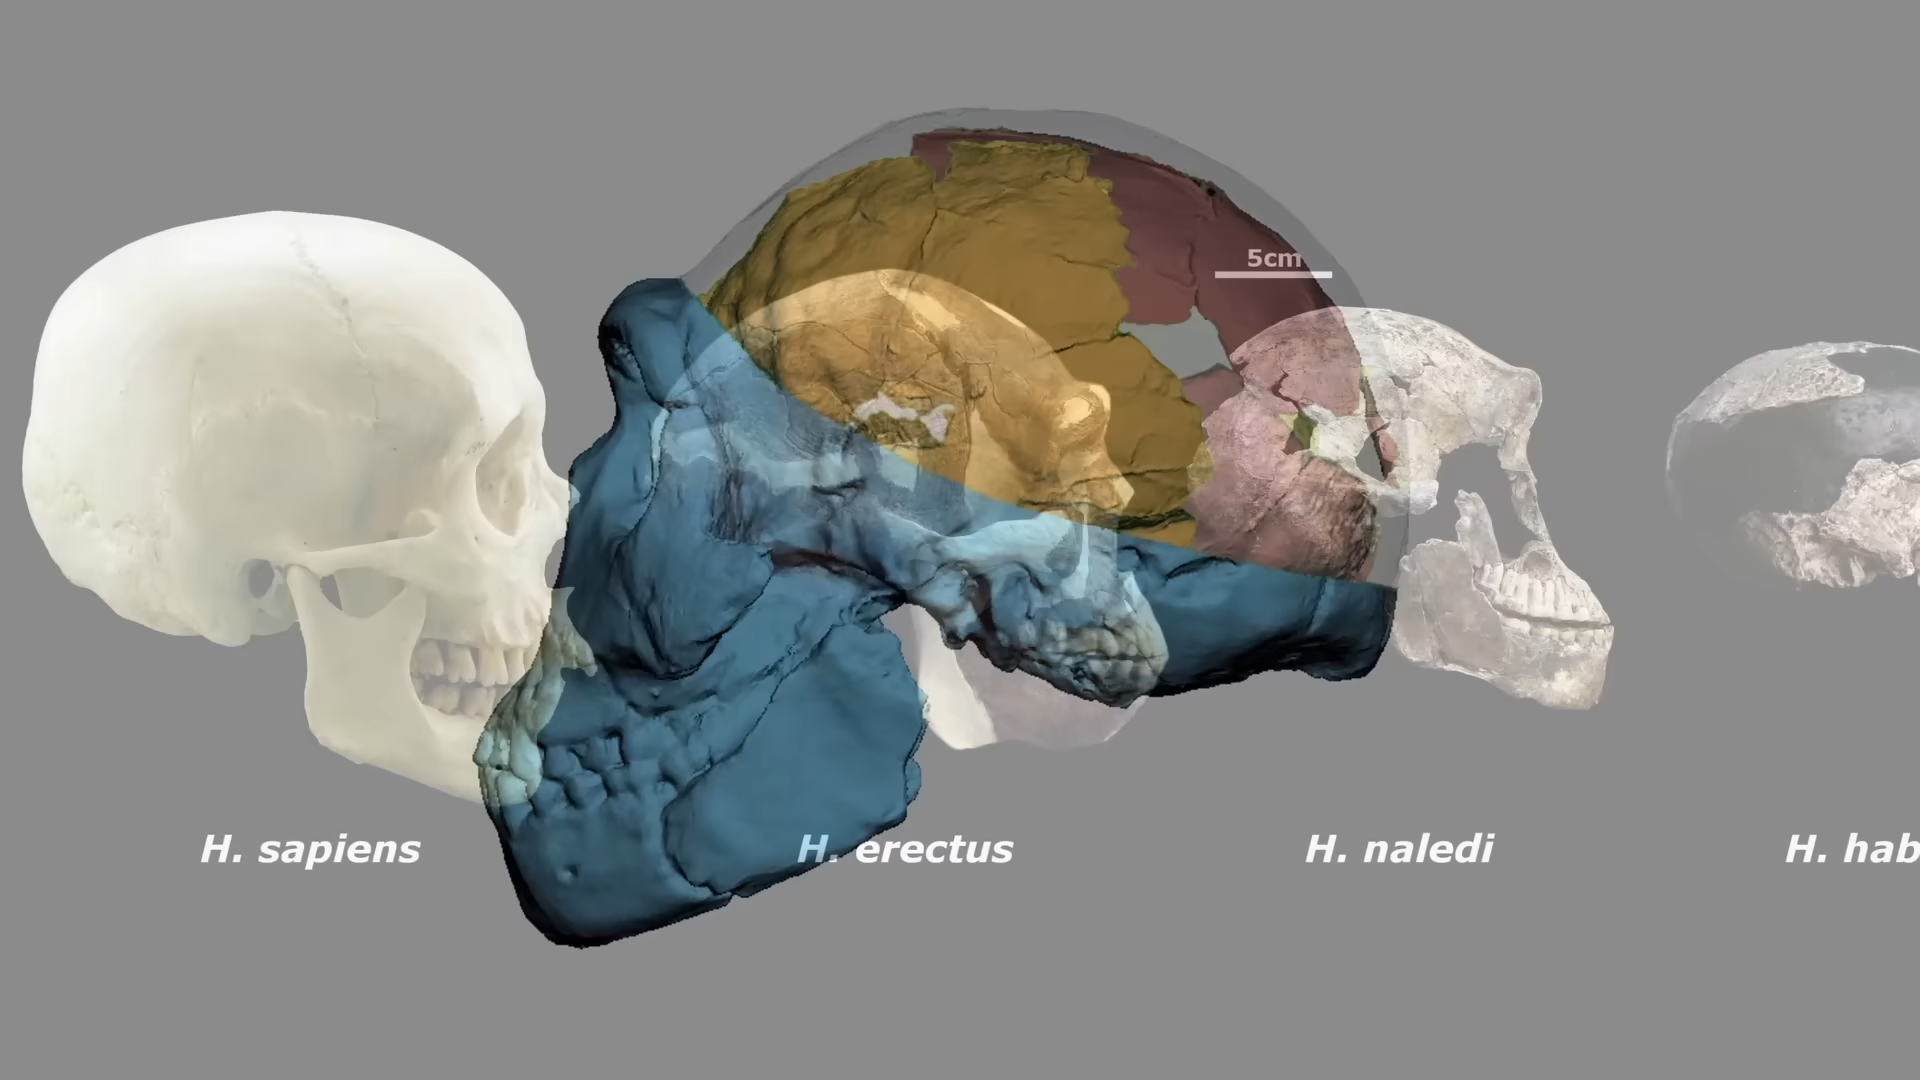 5cm
H. sapiens
H. erectus
H. naledi
H. hab